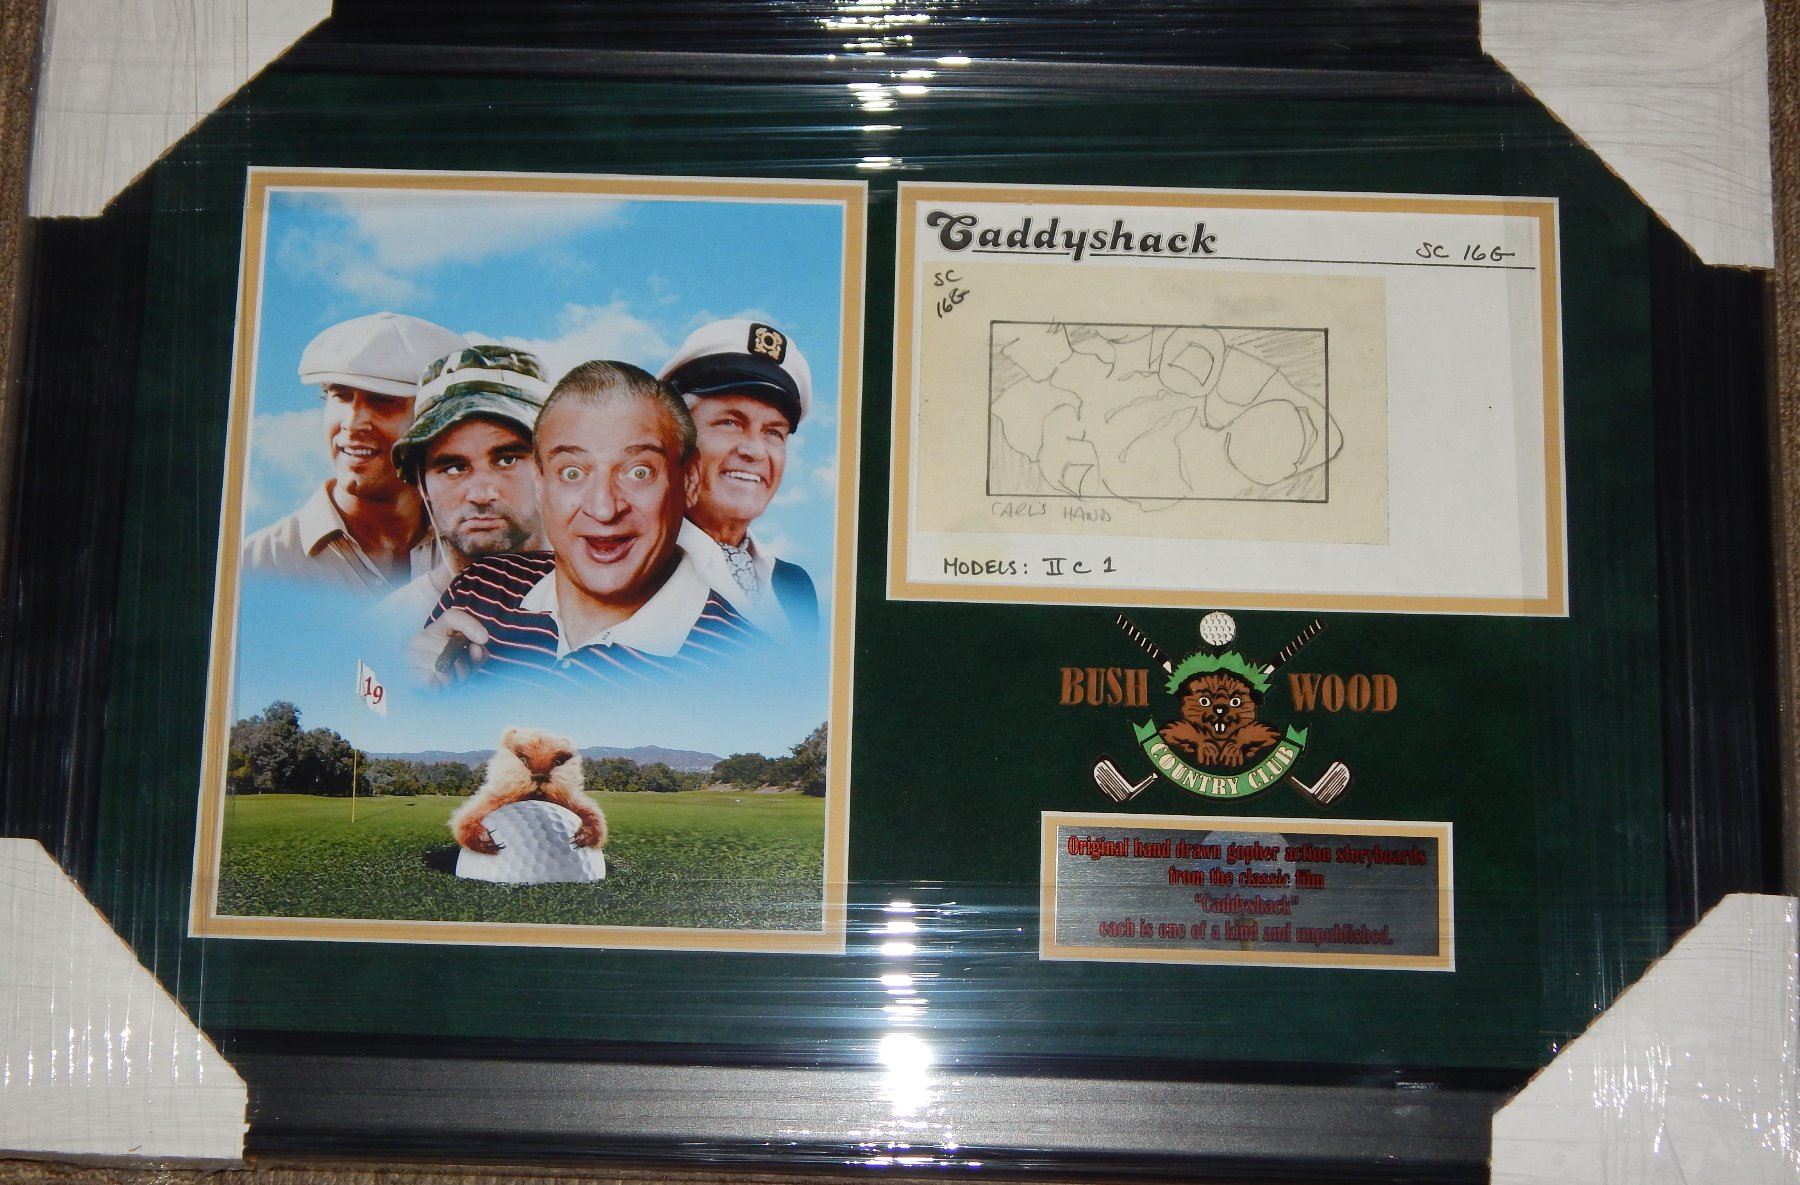 19
Caddyshack
SC 16G
SC
16G
CARL'S HAND
MODELS: II C 1
BUSH WOOD
COUNTRY CLUB
Original hand drawn gopher action storyboards
from the classic film
"Caddyshack"
each is one of a kind and unpublished.